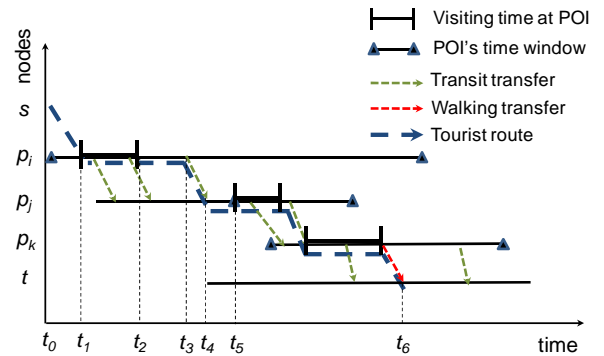 Visiting time at POI
POI's time window
Transit transfer
Walking transfer
Tourist route
nodes
s
p_i
p_j
p_k
t
t_0 t_1 t_2 t_3 t_4 t_5 t_6 time